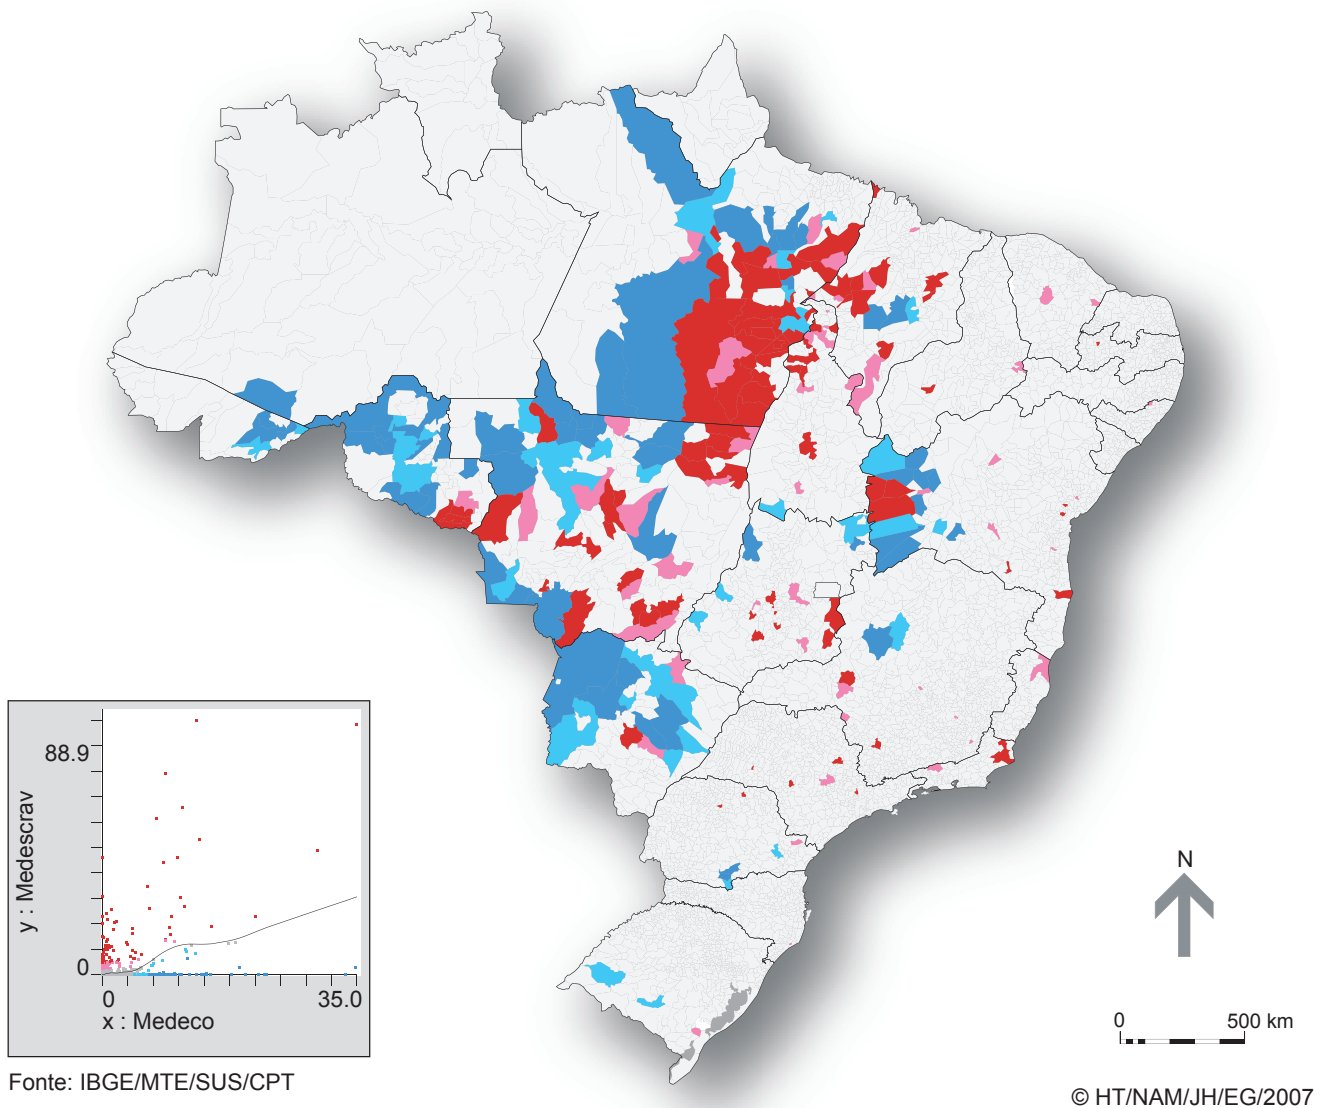 88.9
y : Medescrav
0
0
35.0
x : Medeco
N
0
500 km
Fonte: IBGE/MTE/SUS/CPT
© HT/NAM/JH/EG/2007